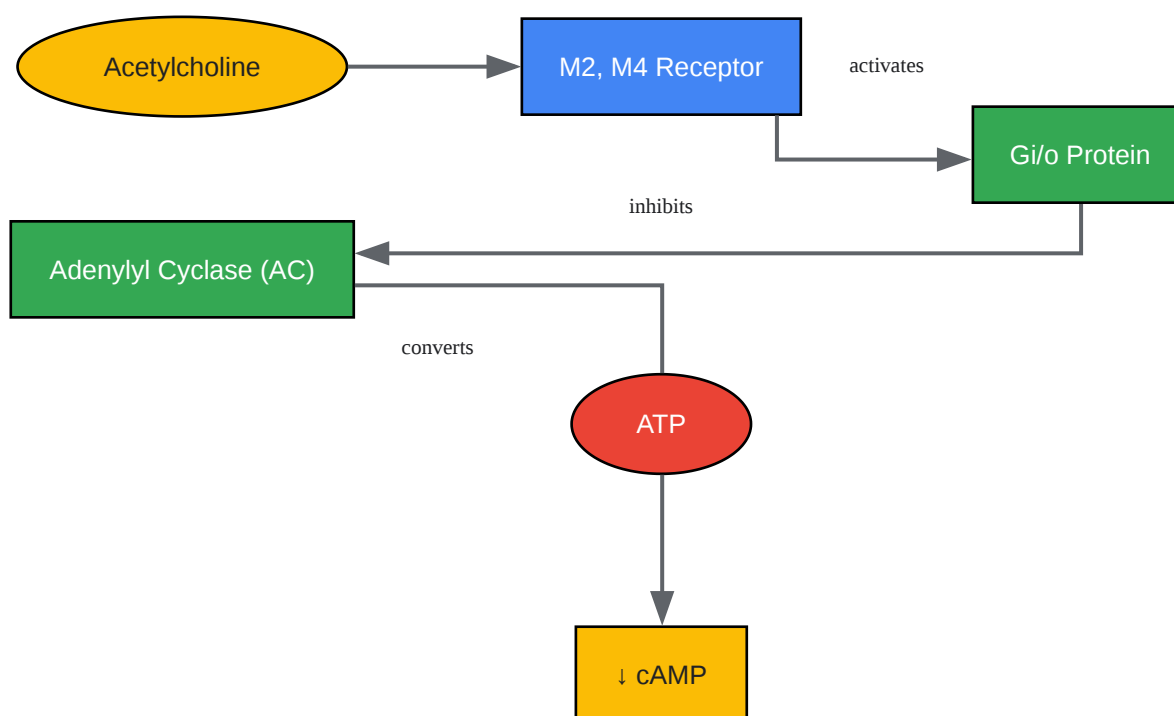 Acetylcholine
M2, M4 Receptor
activates
Gi/o Protein
inhibits
Adenylyl Cyclase (AC)
converts
ATP
↓ cAMP